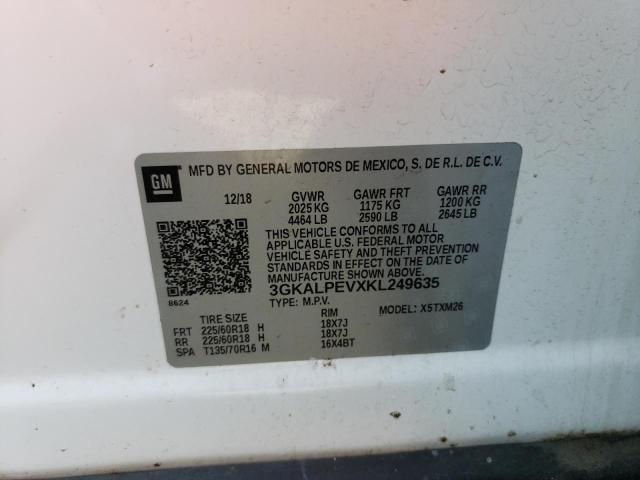 GM
MFD BY GENERAL MOTORS DE MEXICO, S. DE R.L. DE C.V.
12/18 GVWR GAWR FRT GAWR RR
2025 KG 1175 KG 1200 KG
4464 LB 2590 LB 2645 LB
THIS VEHICLE CONFORMS TO ALL
APPLICABLE U.S. FEDERAL MOTOR
VEHICLE SAFETY AND THEFT PREVENTION
STANDARDS IN EFFECT ON THE DATE OF
MANUFACTURE SHOWN ABOVE.
8624
3GKALPEVXKL249635
TYPE: M.P.V. MODEL: X5TXM26
TIRE SIZE RIM
FRT 225/60R18 H 18X7J
RR 225/60R18 H 18X7J
SPA T135/70R16 M 16X4BT